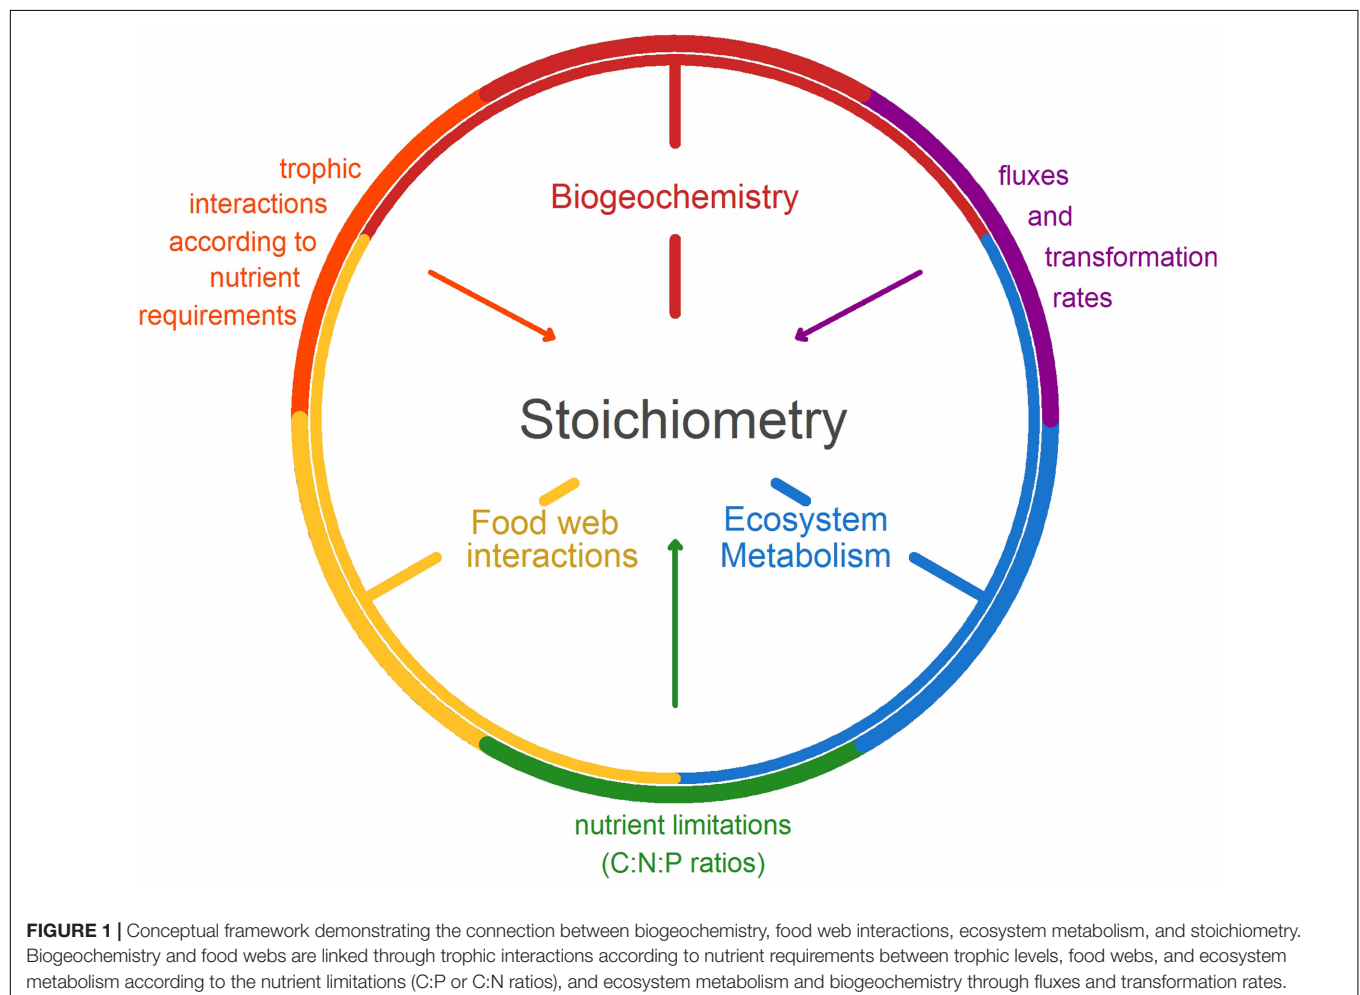 trophic
interactions
according to
nutrient
requirements
Biogeochemistry
fluxes
and
transformation
rates
Stoichiometry
Food web
interactions
Ecosystem
Metabolism
nutrient limitations
(C:N:P ratios)
FIGURE 1 | Conceptual framework demonstrating the connection between biogeochemistry, food web interactions, ecosystem metabolism, and stoichiometry.
Biogeochemistry and food webs are linked through trophic interactions according to nutrient requirements between trophic levels, food webs, and ecosystem
metabolism according to the nutrient limitations (C:P or C:N ratios), and ecosystem metabolism and biogeochemistry through fluxes and transformation rates.